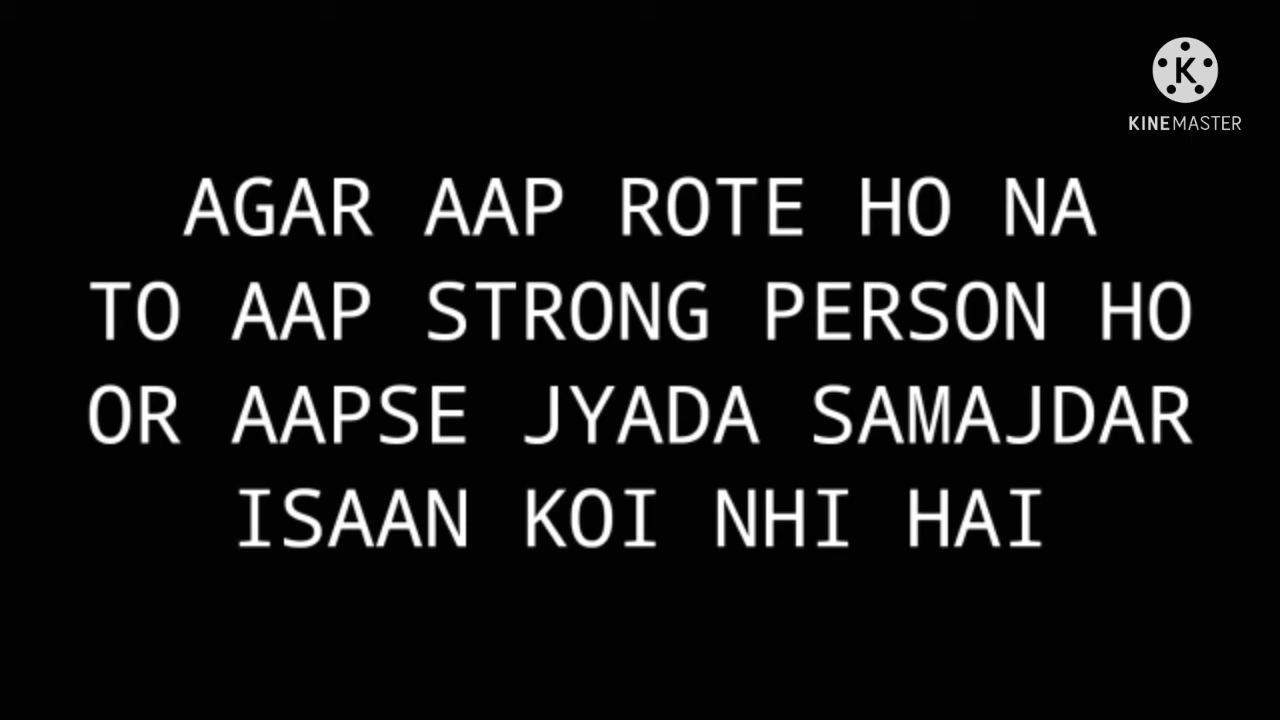 KINEMASTER
AGAR AAP ROTE HO NA
TO AAP STRONG PERSON HO
OR AAPSE JYADA SAMAJDAR
ISAAN KOI NHI HAI